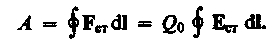 A = ∮ F_ст dl = Q₀ ∮ E_ст dl.